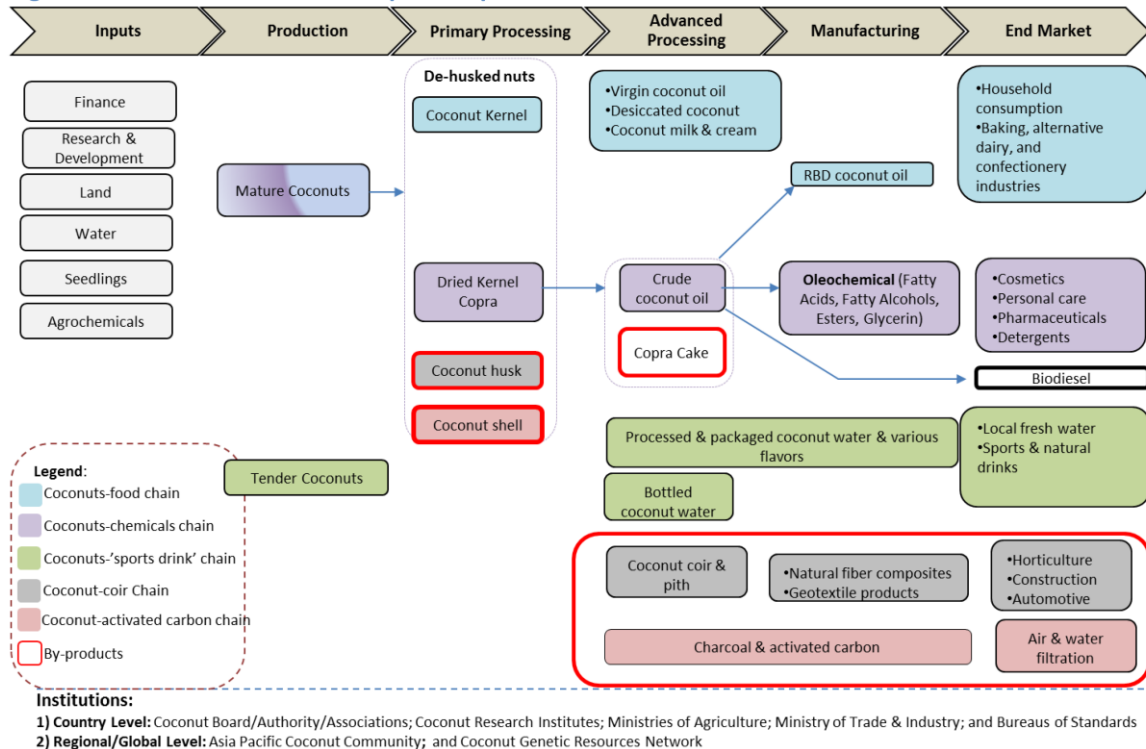 Inputs
Production
Primary Processing
Advanced
Processing
Manufacturing
End Market
Finance
Research &
Development
Land
Water
Seedlings
Agrochemicals
Mature Coconuts
Tender Coconuts
De-husked nuts
Coconut Kernel
Dried Kernel
Copra
Coconut husk
Coconut shell
•Virgin coconut oil
•Desiccated coconut
•Coconut milk & cream
RBD coconut oil
•Household
consumption
•Baking, alternative
dairy, and
confectionery
industries
Crude
coconut oil
Copra Cake
Oleochemical (Fatty
Acids, Fatty Alcohols,
Esters, Glycerin)
•Cosmetics
•Personal care
•Pharmaceuticals
•Detergents
Biodiesel
Processed & packaged coconut water & various
flavors
Bottled
coconut water
•Local fresh water
•Sports & natural
drinks
Coconut coir &
pith
•Natural fiber composites
•Geotextile products
•Horticulture
•Construction
•Automotive
Charcoal & activated carbon
Air & water
filtration
Legend:
Coconuts-food chain
Coconuts-chemicals chain
Coconuts-’sports drink’ chain
Coconut-coir Chain
Coconut-activated carbon chain
By-products
Institutions:
1) Country Level: Coconut Board/Authority/Associations; Coconut Research Institutes; Ministries of Agriculture; Ministry of Trade & Industry; and Bureaus of Standards
2) Regional/Global Level: Asia Pacific Coconut Community; and Coconut Genetic Resources Network